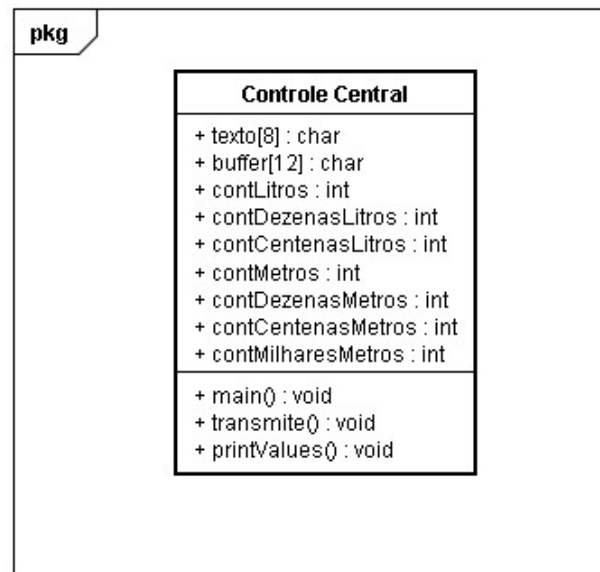 pkg
Controle Central
+ texto[8] : char
+ buffer[12] : char
+ contLitros : int
+ contDezenasLitros : int
+ contCentenasLitros : int
+ contMetros : int
+ contDezenasMetros : int
+ contCentenasMetros : int
+ contMilharesMetros : int
+ main() : void
+ transmite() : void
+ printValues() : void